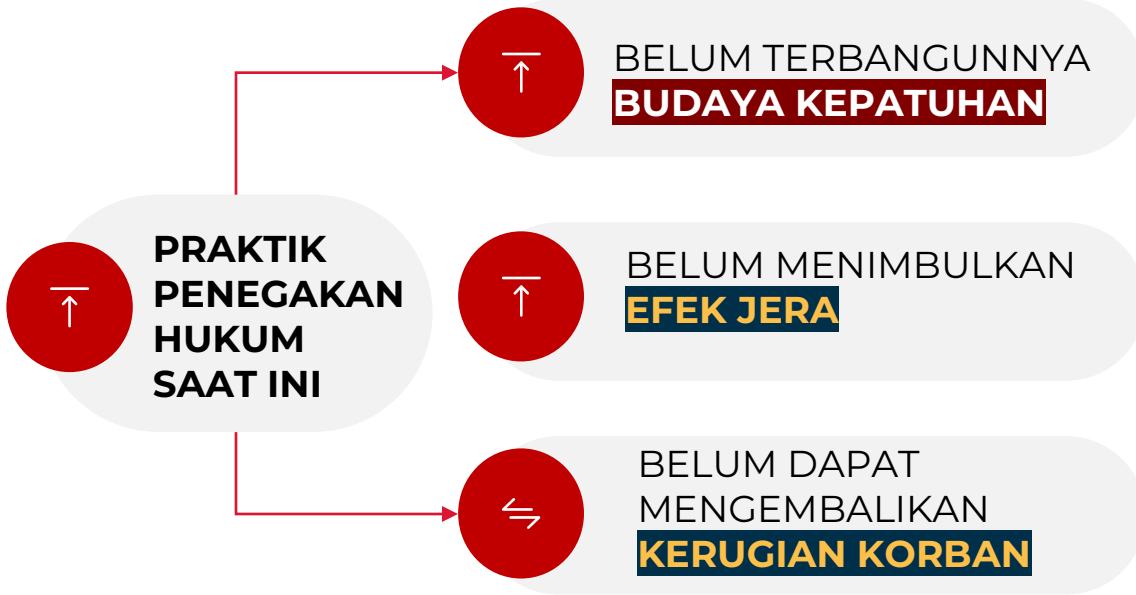 PRAKTIK
PENEGAKAN
HUKUM
SAAT INI
BELUM TERBANGUNNYA
BUDAYA KEPATUHAN
BELUM MENIMBULKAN
EFEK JERA
BELUM DAPAT
MENGEMBALIKAN
KERUGIAN KORBAN